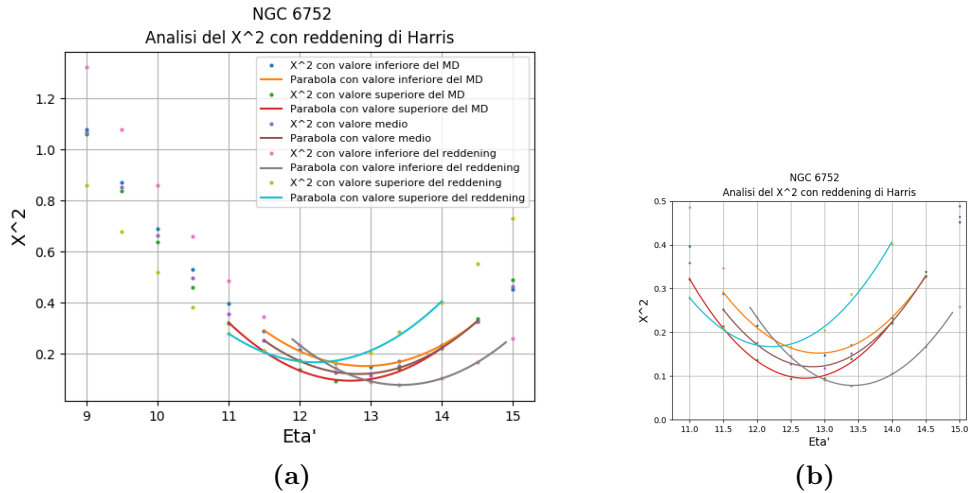 NGC 6752
Analisi del X^2 con reddening di Harris
X^2 con valore inferiore del MD
Parabola con valore inferiore del MD
X^2 con valore superiore del MD
Parabola con valore superiore del MD
X^2 con valore medio
Parabola con valore medio
X^2 con valore inferiore del reddening
Parabola con valore inferiore del reddening
X^2 con valore superiore del reddening
Parabola con valore superiore del reddening
X^2
1.2
1.0
0.8
0.6
0.4
0.2
9 10 11 12 13 14 15
Eta'
(a)
NGC 6752
Analisi del X^2 con reddening di Harris
X^2
0.5
0.4
0.3
0.2
0.1
0.0
11.0 11.5 12.0 12.5 13.0 13.5 14.0 14.5 15.0
Eta'
(b)